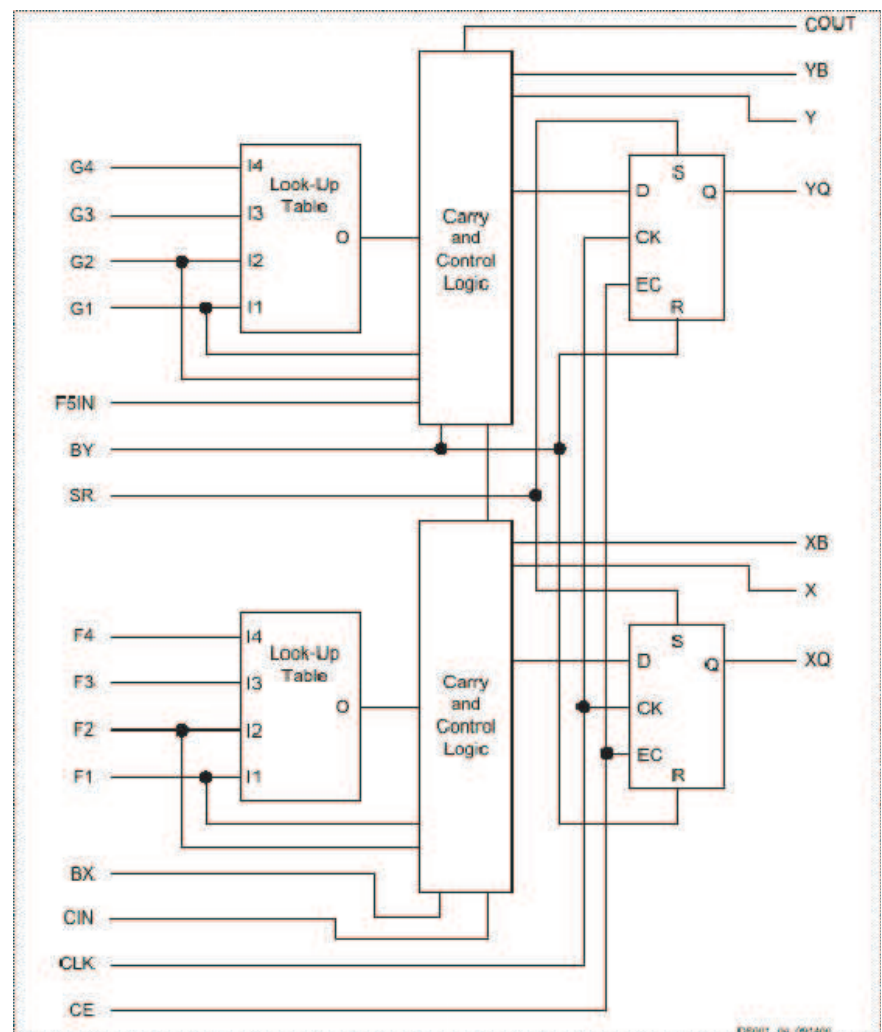 COUT
YB
Y
G4
I4
Look-Up
Table
S
D
Q
YQ
G3
I3
O
Carry
and
Control
Logic
CK
G2
I2
EC
G1
I1
R
F5IN
BY
SR
XB
X
F4
I4
Look-Up
Table
S
D
Q
XQ
F3
I3
O
Carry
and
Control
Logic
CK
F2
I2
EC
F1
I1
R
BX
CIN
CLK
CE